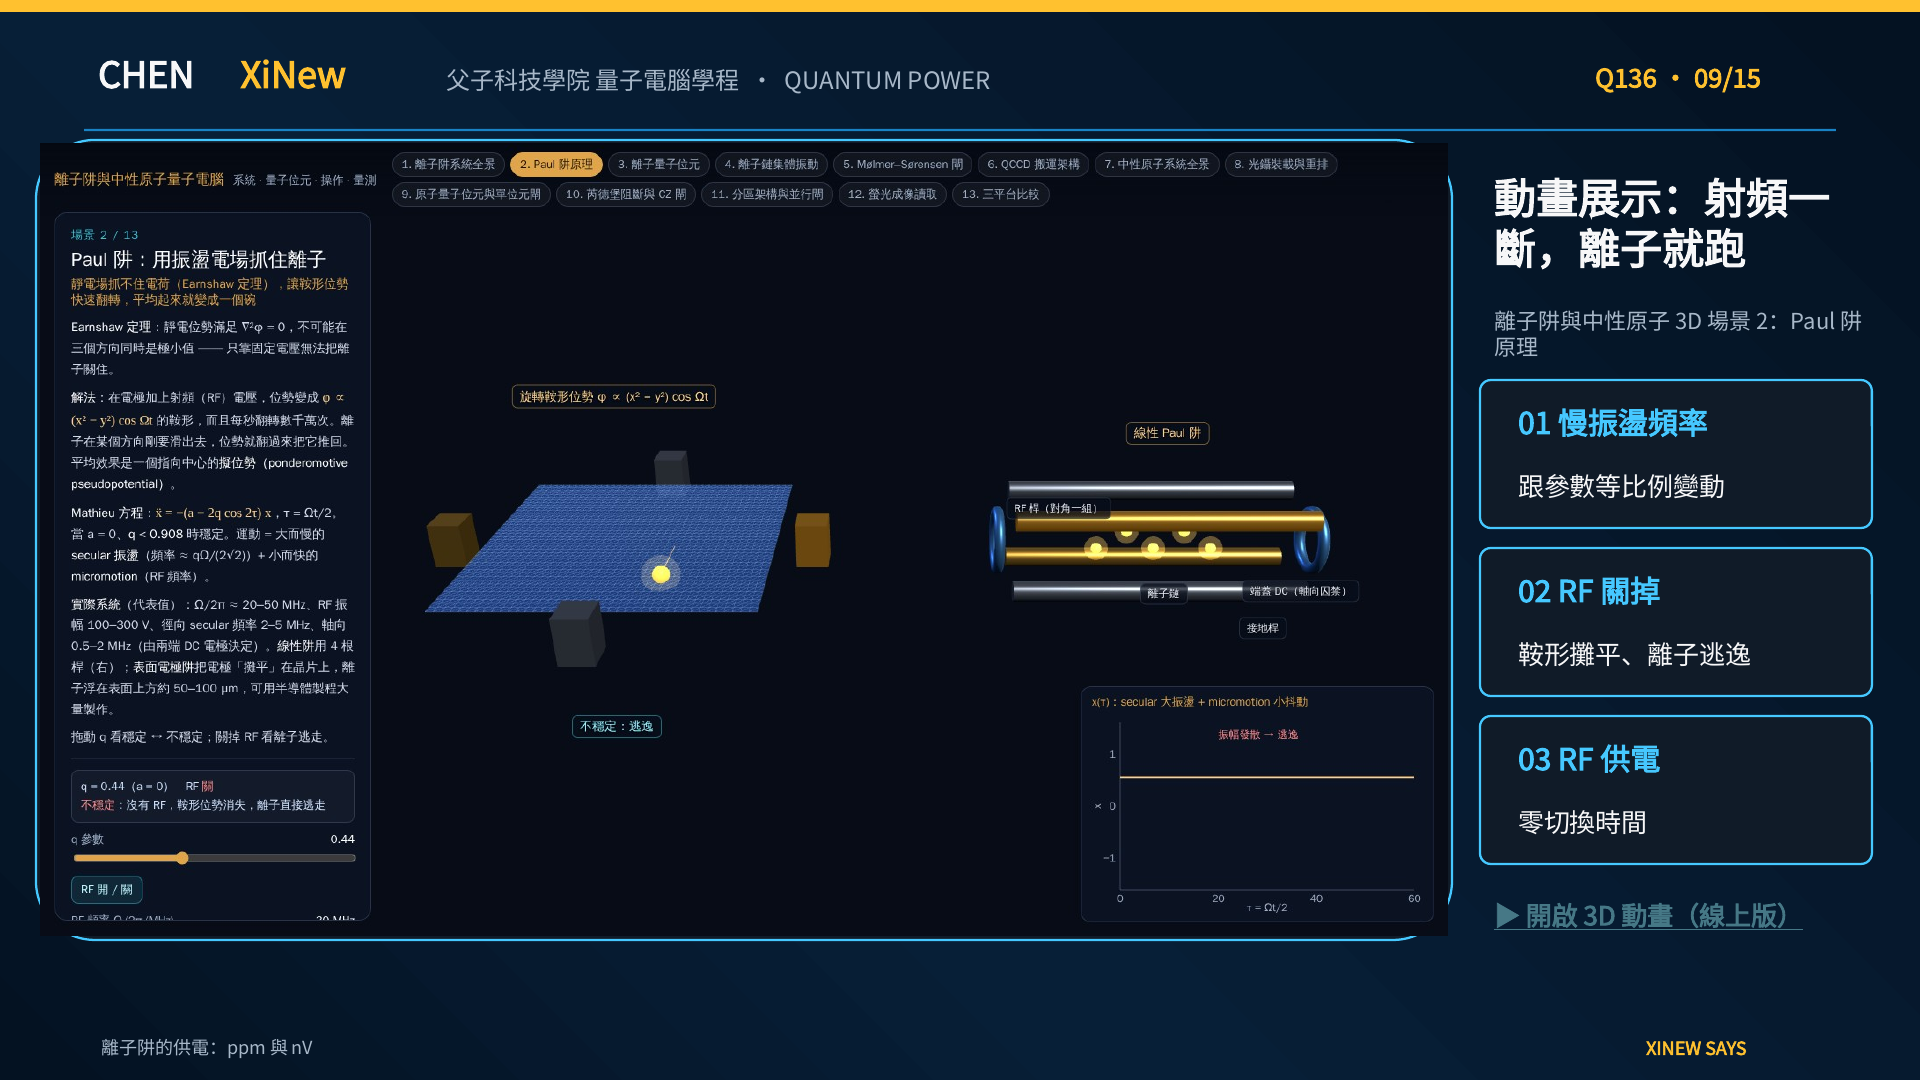 CHEN XiNew 父子科技學院 量子電腦學程 · QUANTUM POWER Q136 · 09/15
離子阱與中性原子量子電腦 系統 · 量子位元 · 操作 · 量測
1. 離子阱系統全景 2. Paul 阱原理 3. 離子量子位元 4. 離子鏈集體振動 5. Mølmer–Sørensen 閘 6. QCCD 搬運架構 7. 中性原子系統全景 8. 光鑷裝載與重排
9. 原子量子位元與單位元閘 10. 芮德堡阻斷與 CZ 閘 11. 分區架構與並行閘 12. 螢光成像讀取 13. 三平台比較
場景 2 / 13
Paul 阱：用振盪電場抓住離子
靜電場抓不住電荷（Earnshaw 定理），讓鞍形位勢
快速翻轉，平均起來就變成一個碗
Earnshaw 定理：靜電位勢滿足 ∇²φ = 0，不可能在
三個方向同時是極小值 —— 只靠固定電壓無法把離
子關住。
解法：在電極加上射頻（RF）電壓，位勢變成 φ ∝
(x² − y²) cos Ωt 的鞍形，而且每秒翻轉數千萬次。離
子在某個方向剛要滑出去，位勢就翻過來把它推回。
平均效果是一個指向中心的擬位勢（ponderomotive
pseudopotential）。
Mathieu 方程：ẍ = −(a − 2q cos 2τ) x，τ = Ωt/2。
當 a = 0、q < 0.908 時穩定。運動 = 大而慢的
secular 振盪（頻率 ≈ qΩ/(2√2)）+ 小而快的
micromotion（RF 頻率）。
實際系統（代表值）：Ω/2π ≈ 20–50 MHz、RF 振
幅 100–300 V、徑向 secular 頻率 2–5 MHz、軸向
0.5–2 MHz（由兩端 DC 電極決定）。線性阱用 4 根
桿（右）；表面電極阱把電極「攤平」在晶片上，離
子浮在表面上方約 50–100 μm，可用半導體製程大
量製作。
拖動 q 看穩定 ↔ 不穩定；關掉 RF 看離子逃走。
q = 0.44（a = 0） RF 關
不穩定：沒有 RF，鞍形位勢消失，離子直接逃走
q 參數 0.44
RF 開 / 關
RF 頻率 Ω/2π (MHz) 30 MHz
旋轉鞍形位勢 φ ∝ (x² − y²) cos Ωt
不穩定：逃逸
線性 Paul 阱
RF 桿（對角一組）
離子鏈
端蓋 DC（軸向囚禁）
接地桿
x(τ)：secular 大振盪 + micromotion 小抖動
振幅發散 → 逃逸
1
x 0
−1
0 20 40 60
τ = Ωt/2
動畫展示：射頻一
斷，離子就跑
離子阱與中性原子 3D 場景 2：Paul 阱
原理
01 慢振盪頻率
跟參數等比例變動
02 RF 關掉
鞍形攤平、離子逃逸
03 RF 供電
零切換時間
▶ 開啟 3D 動畫（線上版）
離子阱的供電：ppm 與 nV
XINEW SAYS